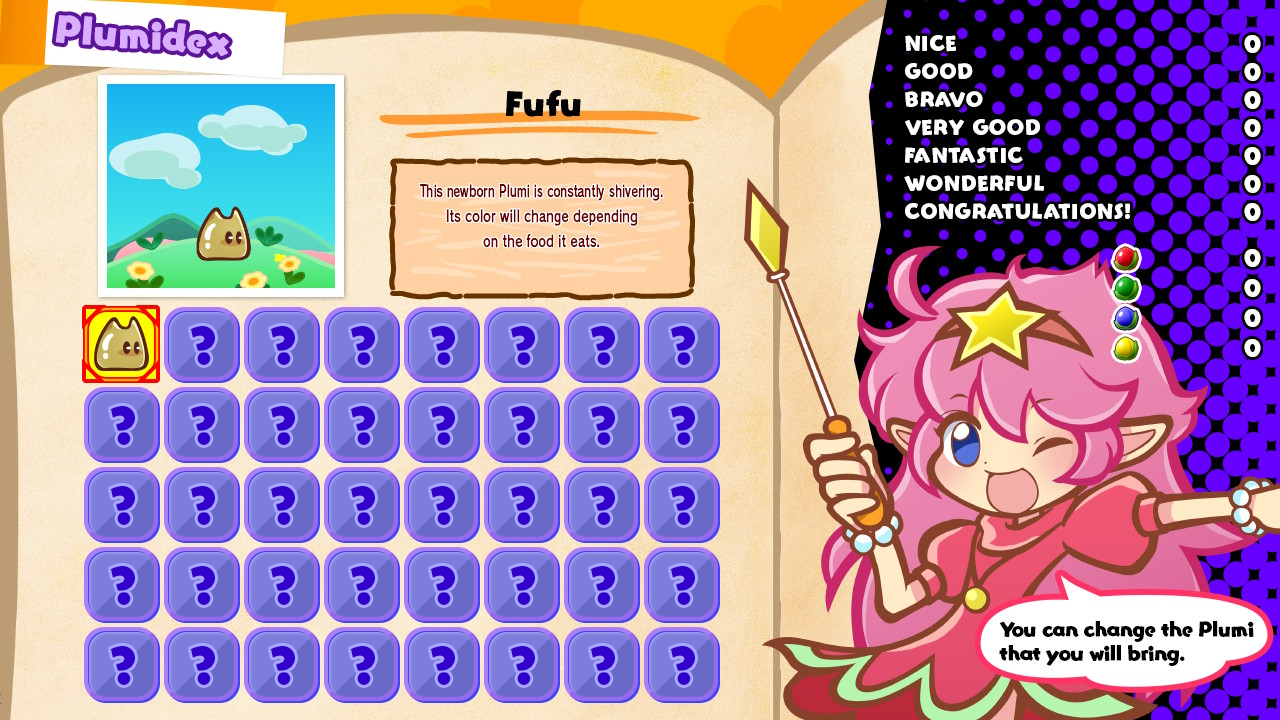 Plumidex
Fufu
This newborn Plumi is constantly shivering.
Its color will change depending
on the food it eats.
? ? ? ? ? ? ?
? ? ? ? ? ? ? ?
? ? ? ? ? ? ? ?
? ? ? ? ? ? ? ?
? ? ? ? ? ? ? ?
NICE 0
GOOD 0
BRAVO 0
VERY GOOD 0
FANTASTIC 0
WONDERFUL 0
CONGRATULATIONS! 0
0
0
0
0
You can change the Plumi
that you will bring.